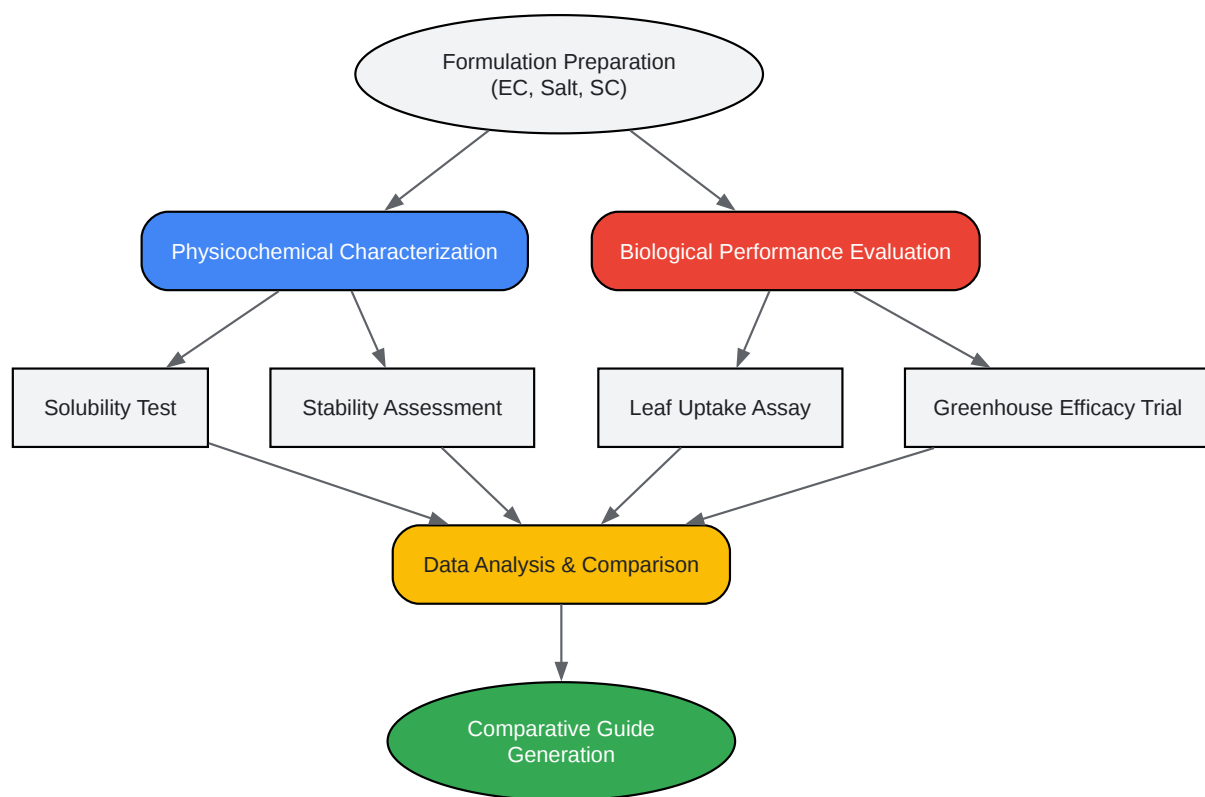 Formulation Preparation
(EC, Salt, SC)
Physicochemical Characterization
Biological Performance Evaluation
Solubility Test
Stability Assessment
Leaf Uptake Assay
Greenhouse Efficacy Trial
Data Analysis & Comparison
Comparative Guide
Generation